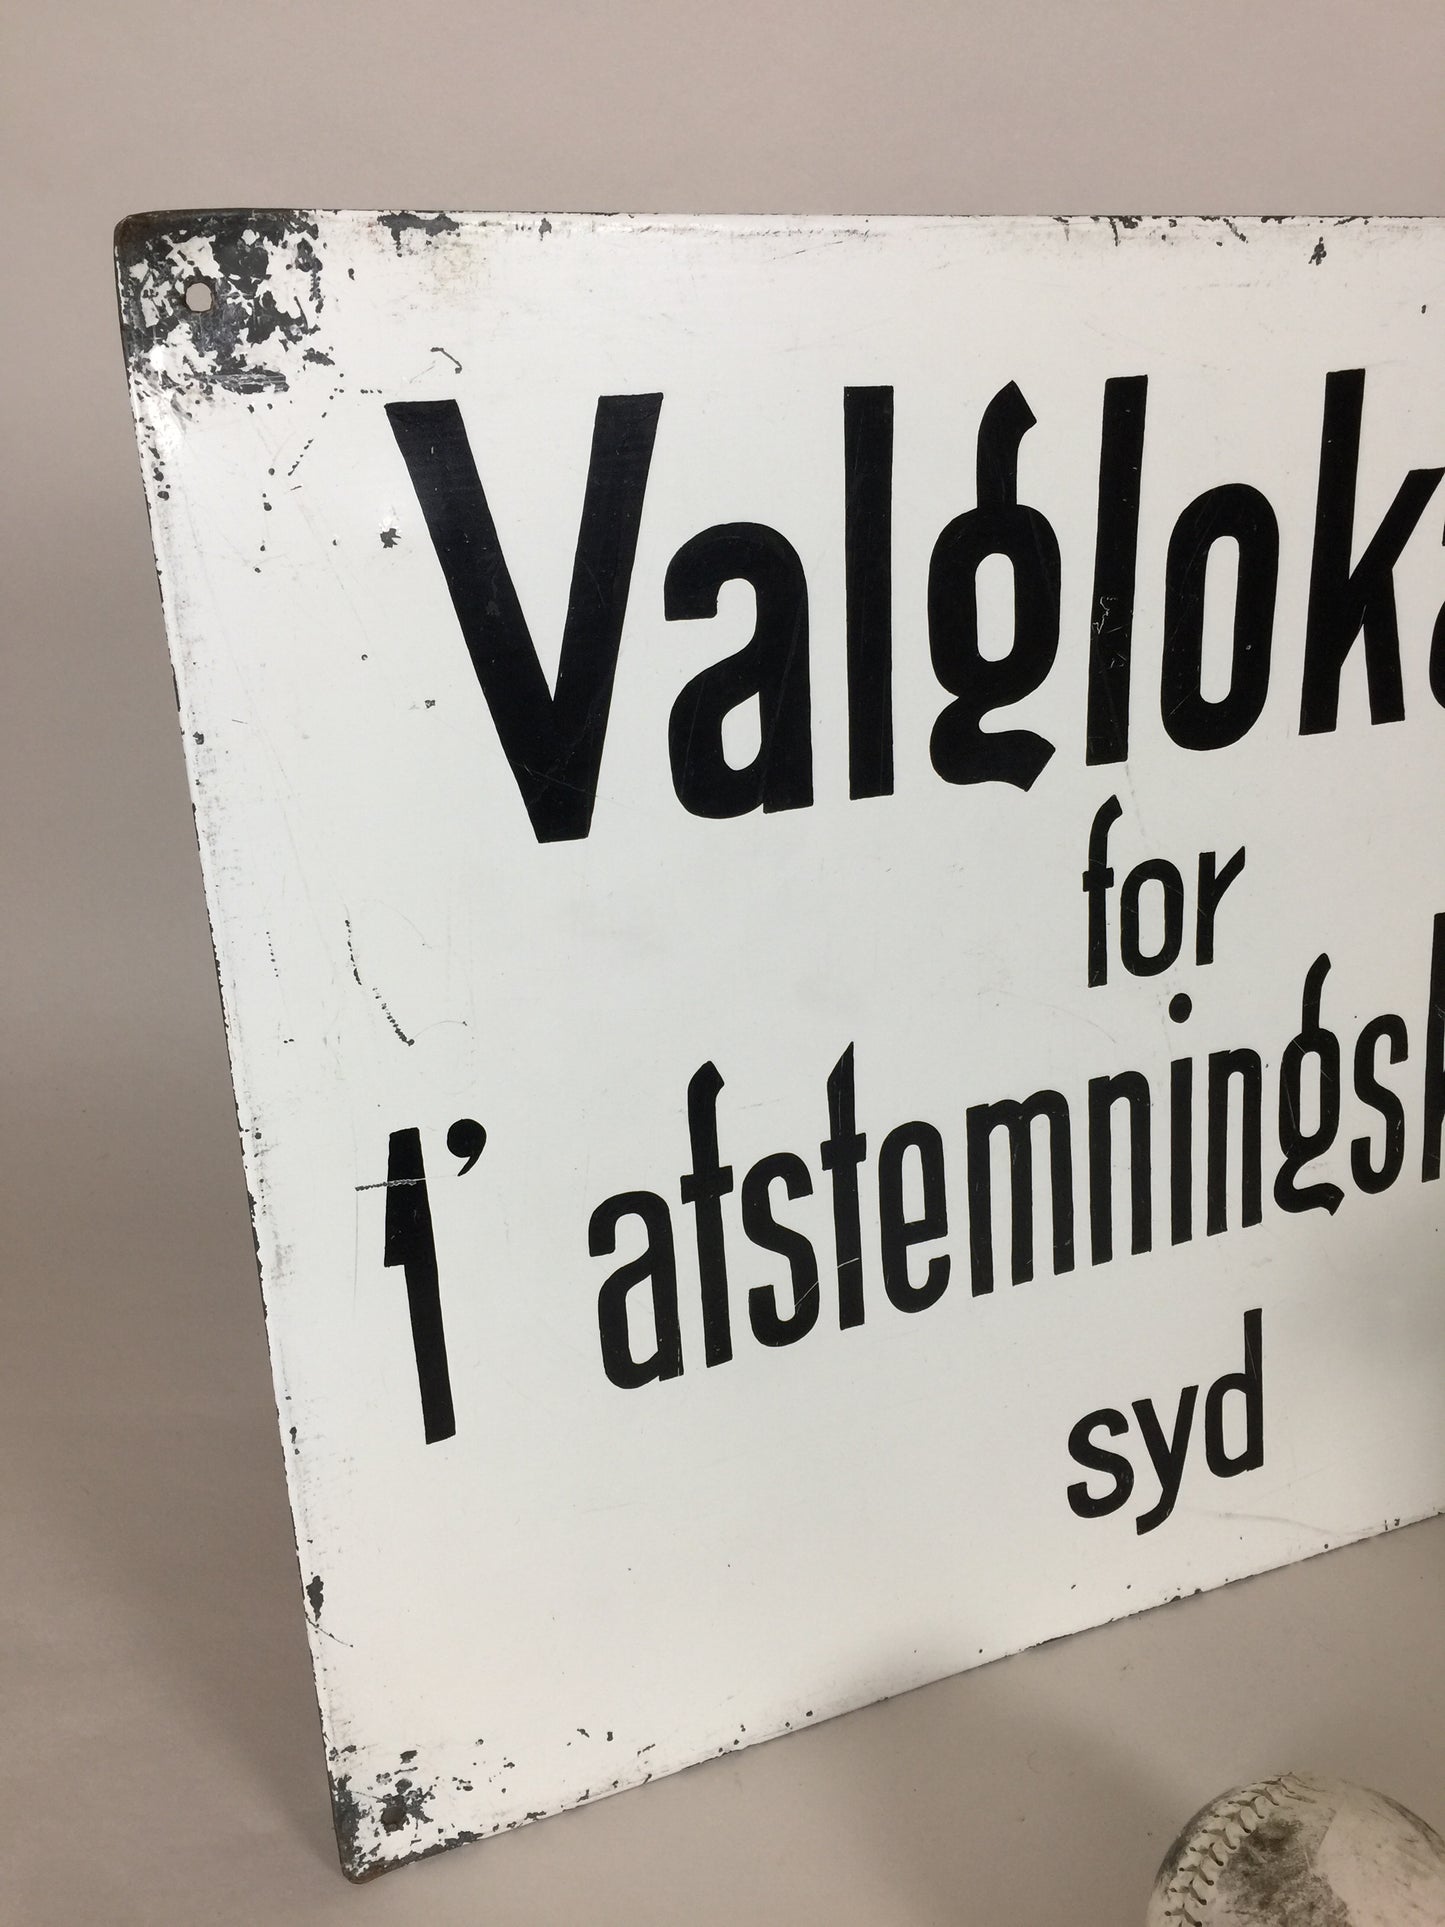 Valgloka
for
1' afstemningsk
syd